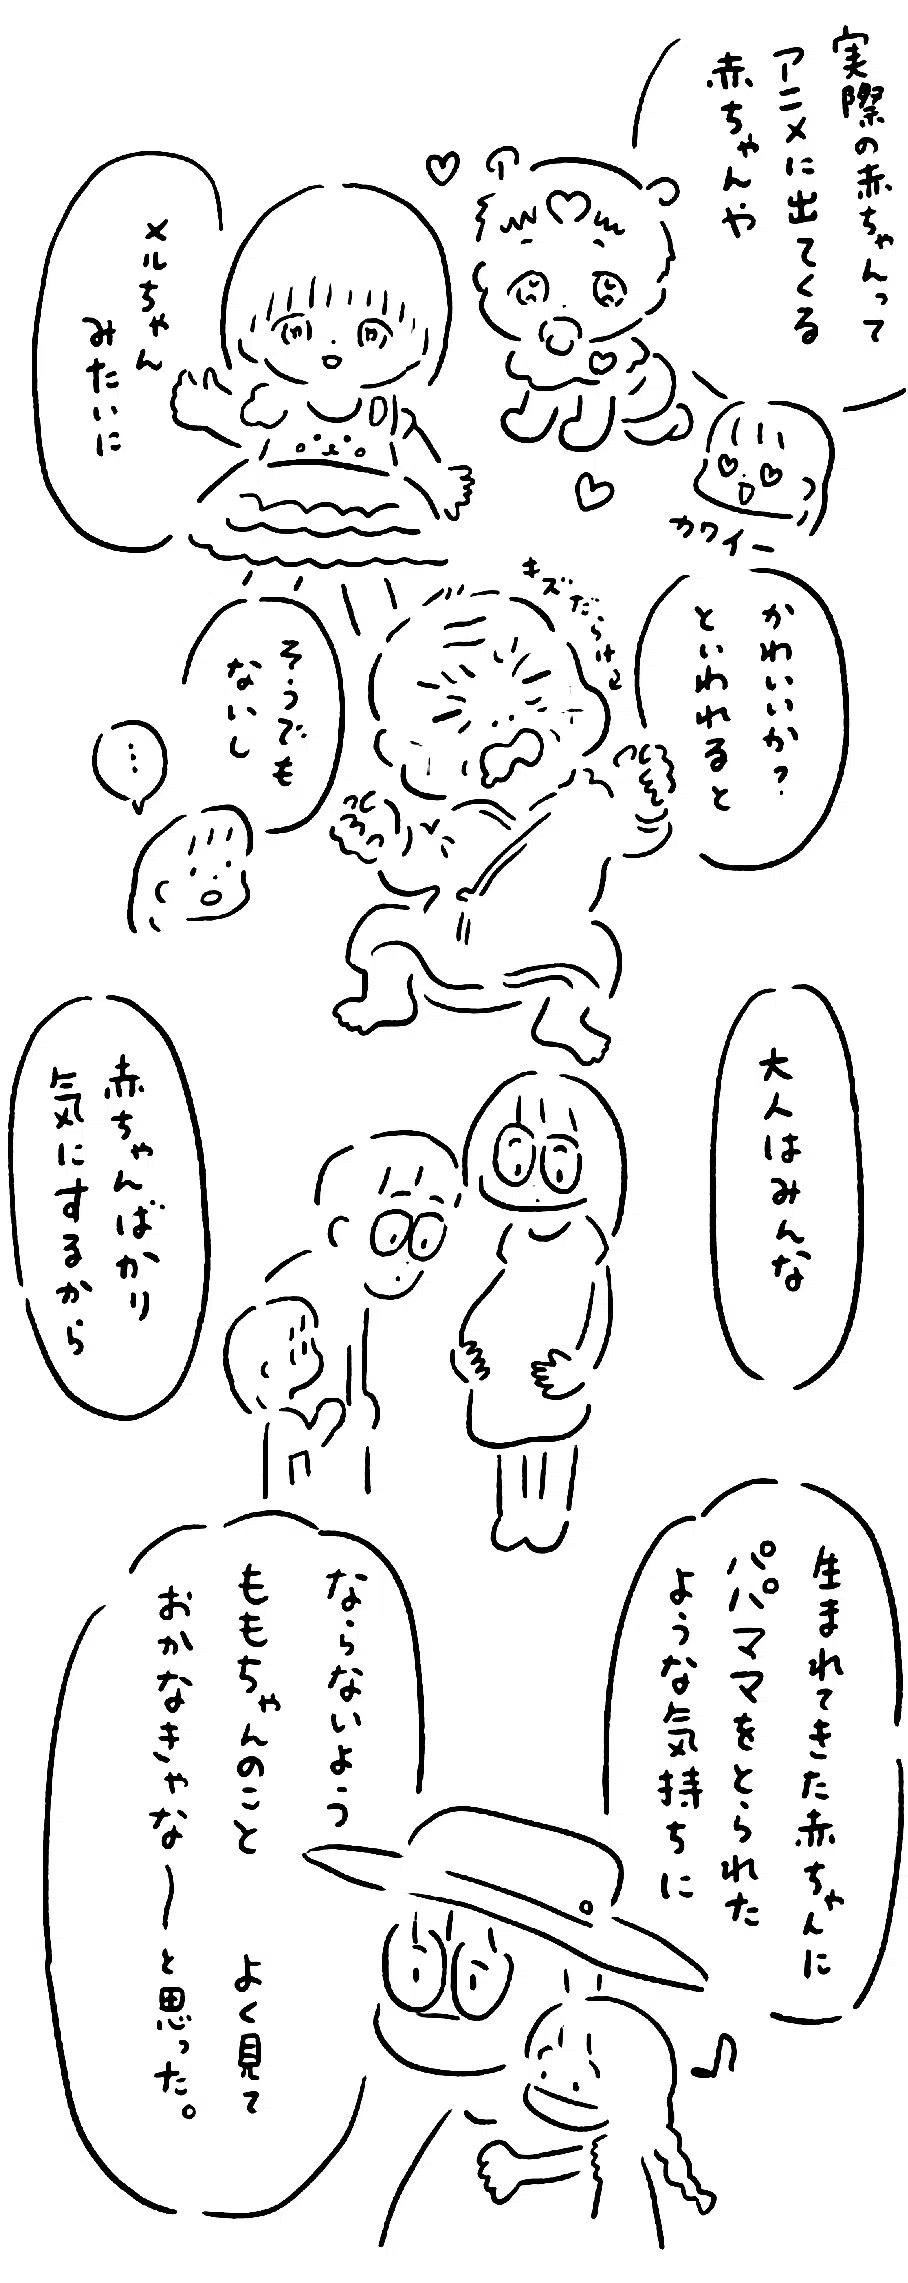 実際の赤ちゃんって
アニメに出てくる
赤ちゃんや
カワイー
メルちゃん
みたいに
かわいいか？
といわれると
キズだらけ
そうでも
ないし
…
大人はみんな
赤ちゃんばかり
気にするから
生まれてきた赤ちゃんに
パパママをとられた
ような気持ちに
ならないよう
ももちゃんのこと よく見て
おかなきゃな〜と思った。